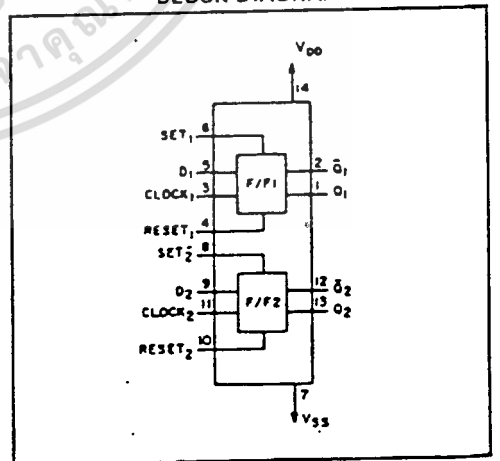 BLOCK DIAGRAM
VDD
14
6
SET1
5
D1
2 Q̅1
F/F1
3
CLOCK1
1 Q1
4
RESET1
8
SET2
9
D2
12 Q̅2
F/F2
11
CLOCK2
13 Q2
10
RESET2
7
VSS